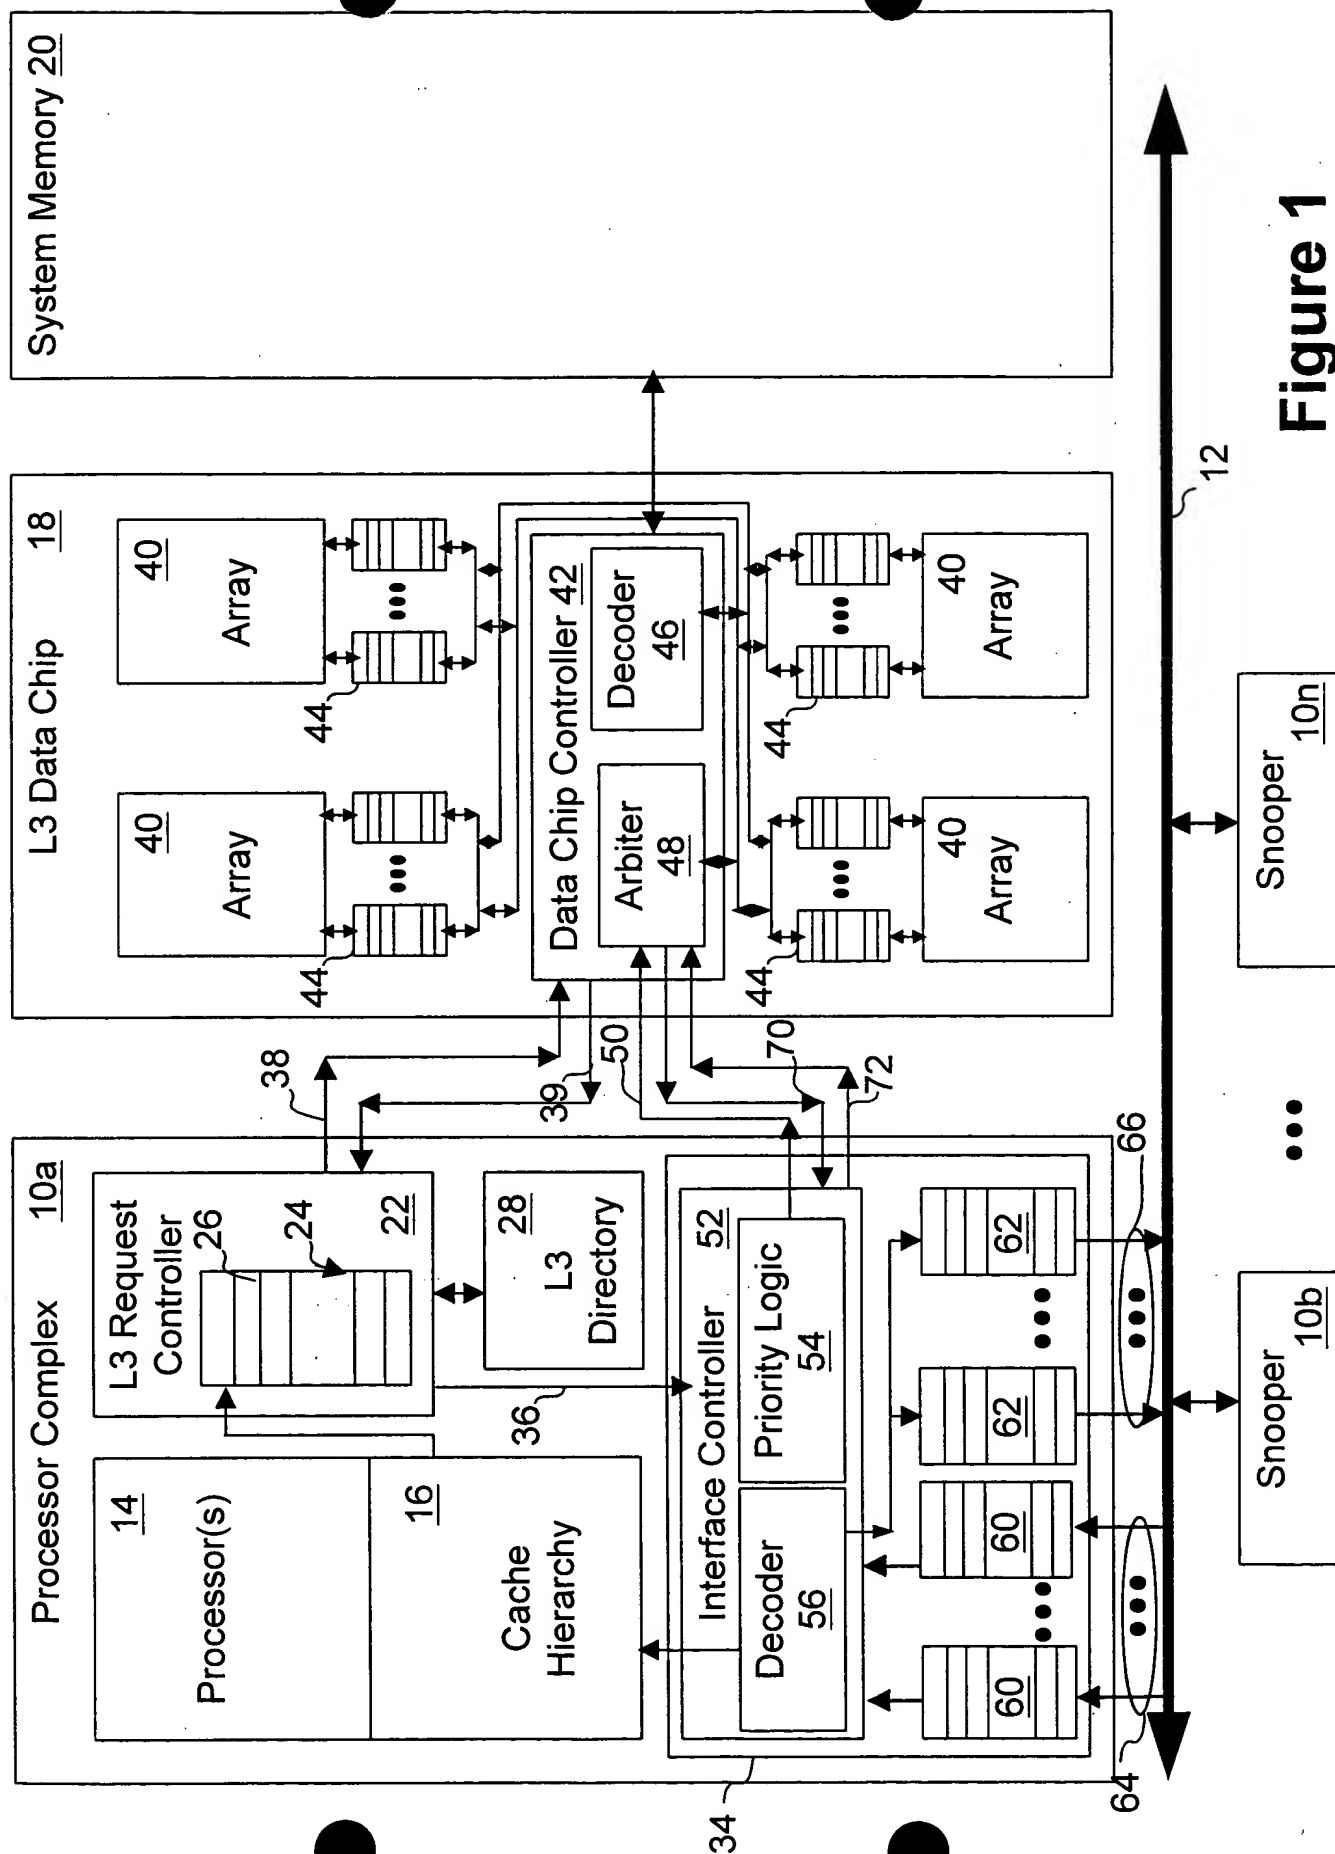 Processor Complex 10a
14
Processor(s)
16
Cache
Hierarchy
L3 Request
Controller
26
24
22
28
L3
Directory
36
34
Interface Controller 52
Decoder
56
Priority Logic
54
60
60
62
62
64
66
38
39
50
70
72
L3 Data Chip 18
40
Array
40
Array
44
44
Data Chip Controller 42
Arbiter
48
Decoder
46
44
44
40
Array
40
Array
System Memory 20
12
Snooper
10b
Snooper
10n
Figure 1